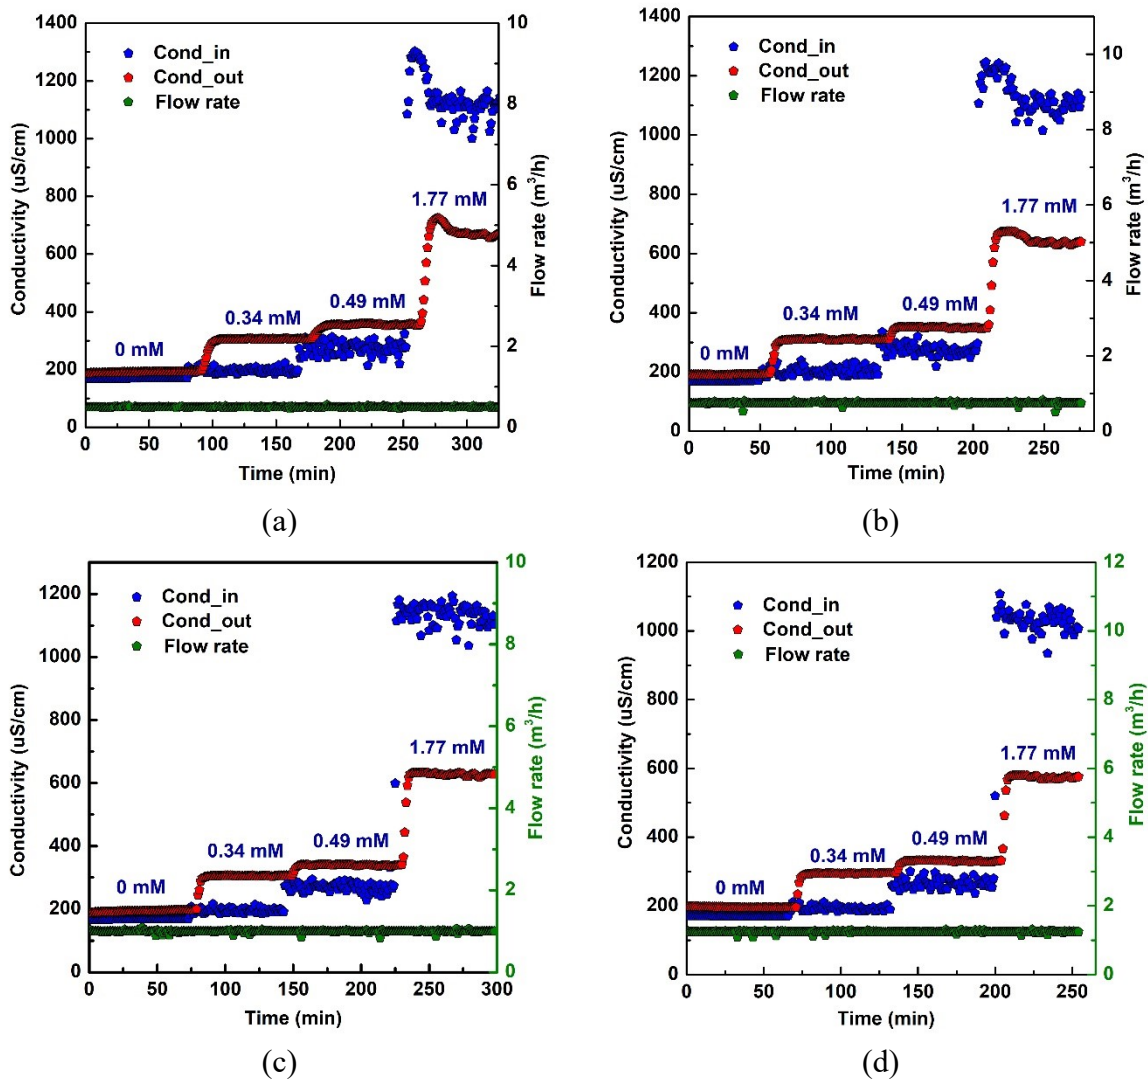 1400
1200
1000
800
600
400
200
0
Conductivity (uS/cm)
Cond_in
Cond_out
Flow rate
0 mM
0.34 mM
0.49 mM
1.77 mM
10
8
6
4
2
0
Flow rate (m³/h)
0 50 100 150 200 250 300
Time (min)
(a)
1400
1200
1000
800
600
400
200
0
Conductivity (uS/cm)
Cond_in
Cond_out
Flow rate
0 mM
0.34 mM
0.49 mM
1.77 mM
10
8
6
4
2
0
Flow rate (m³/h)
0 50 100 150 200 250
Time (min)
(b)
1200
1000
800
600
400
200
0
Conductivity (uS/cm)
Cond_in
Cond_out
Flow rate
0 mM
0.34 mM
0.49 mM
1.77 mM
10
8
6
4
2
0
Flow rate (m³/h)
0 50 100 150 200 250 300
Time (min)
(c)
1200
1000
800
600
400
200
0
Conductivity (uS/cm)
Cond_in
Cond_out
Flow rate
0 mM
0.34 mM
0.49 mM
1.77 mM
12
10
8
6
4
2
0
Flow rate (m³/h)
0 50 100 150 200 250
Time (min)
(d)